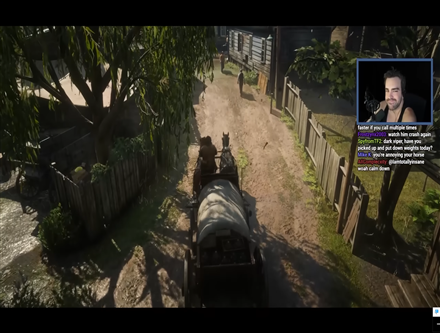 faster if you call multiple times
watch him crash again
dark viper, have you
picked up and put down weights today?
you're annoying your horse
@Iamtotallyinsane
woah calm down